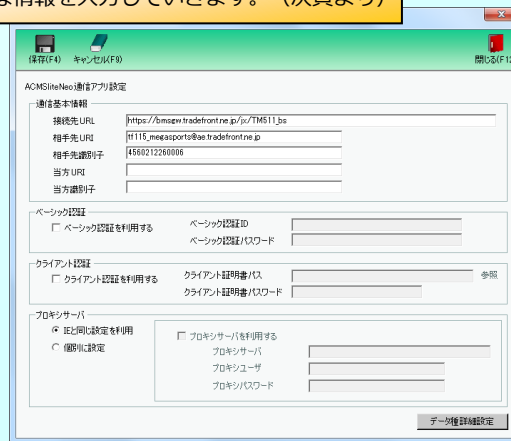 な情報を入力していきます。（次頁より）
保存(F4) キャンセル(F9) 閉じる(F12
ACMSliteNeo通信アプリ設定
通信基本情報
接続先URL https://bmsgw.tradefront.ne.jp/jx/TM511_bs
相手先URI tf115_megasports@ae.tradefront.ne.jp
相手先識別子 4560212260006
当方URI
当方識別子
ベーシック認証
ベーシック認証を利用する ベーシック認証ID
ベーシック認証パスワード
クライアント認証
クライアント認証を利用する クライアント証明書パス 参照
クライアント証明書パスワード
プロキシサーバ
IEと同じ設定を利用 プロキシサーバを利用する
個別に設定 プロキシサーバ
プロキシユーザ
プロキシパスワード
データ種詳細設定